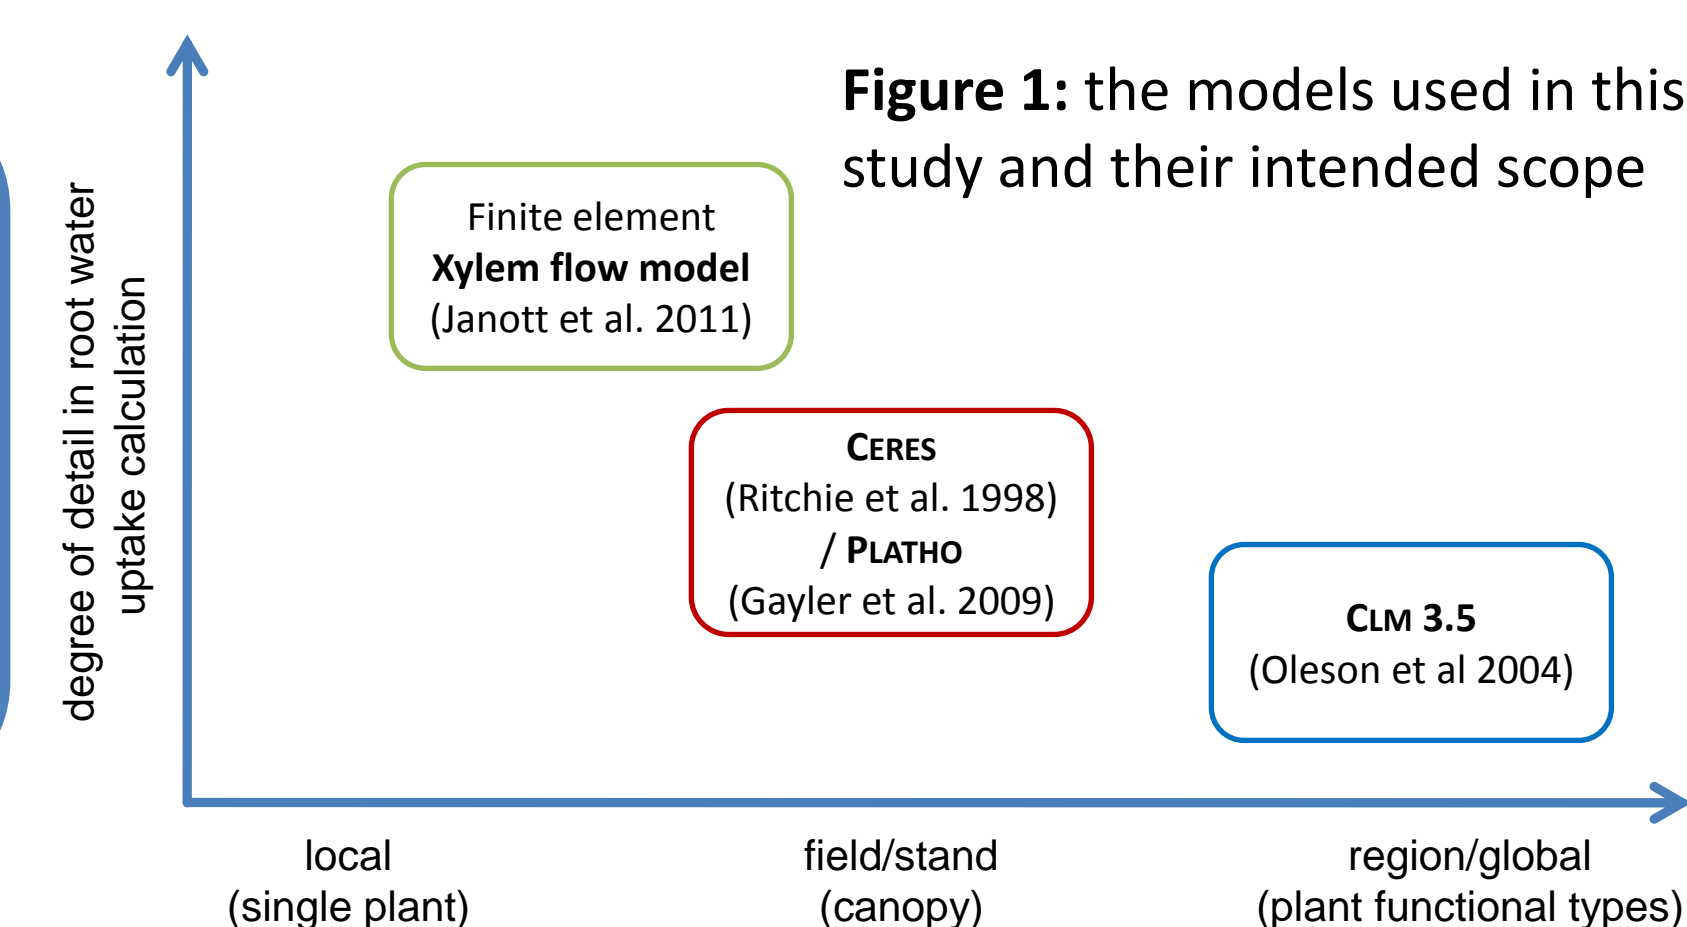 Figure 1: the models used in this
study and their intended scope
degree of detail in root water
uptake calculation
Finite element
Xylem flow model
(Janott et al. 2011)
CERES
(Ritchie et al. 1998)
/ PLATHO
(Gayler et al. 2009)
CLM 3.5
(Oleson et al 2004)
local
(single plant)
field/stand
(canopy)
region/global
(plant functional types)